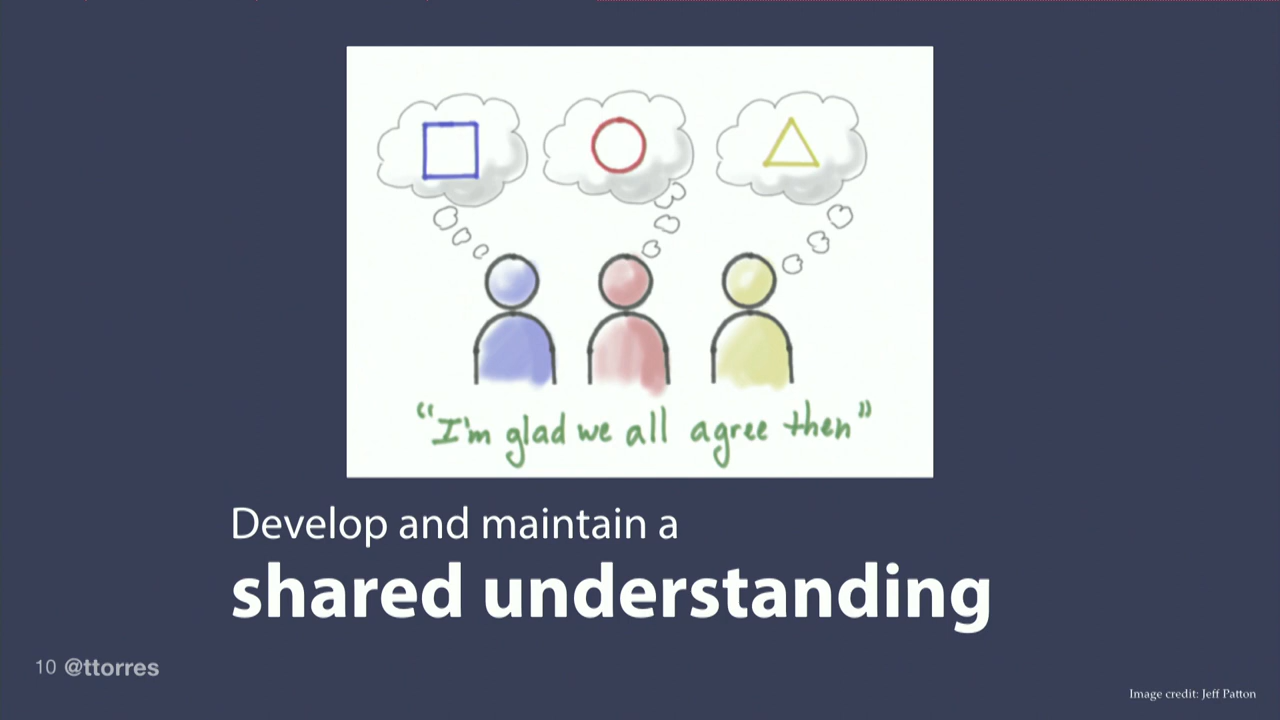 "I'm glad we all agree then"
Develop and maintain a
shared understanding
10 @ttorres
Image credit: Jeff Patton